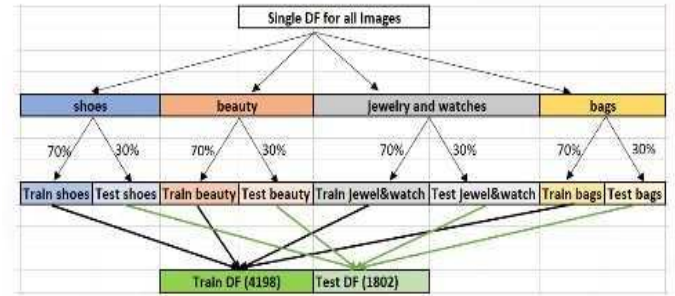 Single DF for all Images
shoes beauty Jewelry and watches bags
70% 30% 70% 30% 70% 30% 70% 30%
Train shoes Test shoes Train beauty Test beauty Train Jewel&watch Test Jewel&watch Train bags Test bags
Train DF (4198) Test DF (1802)